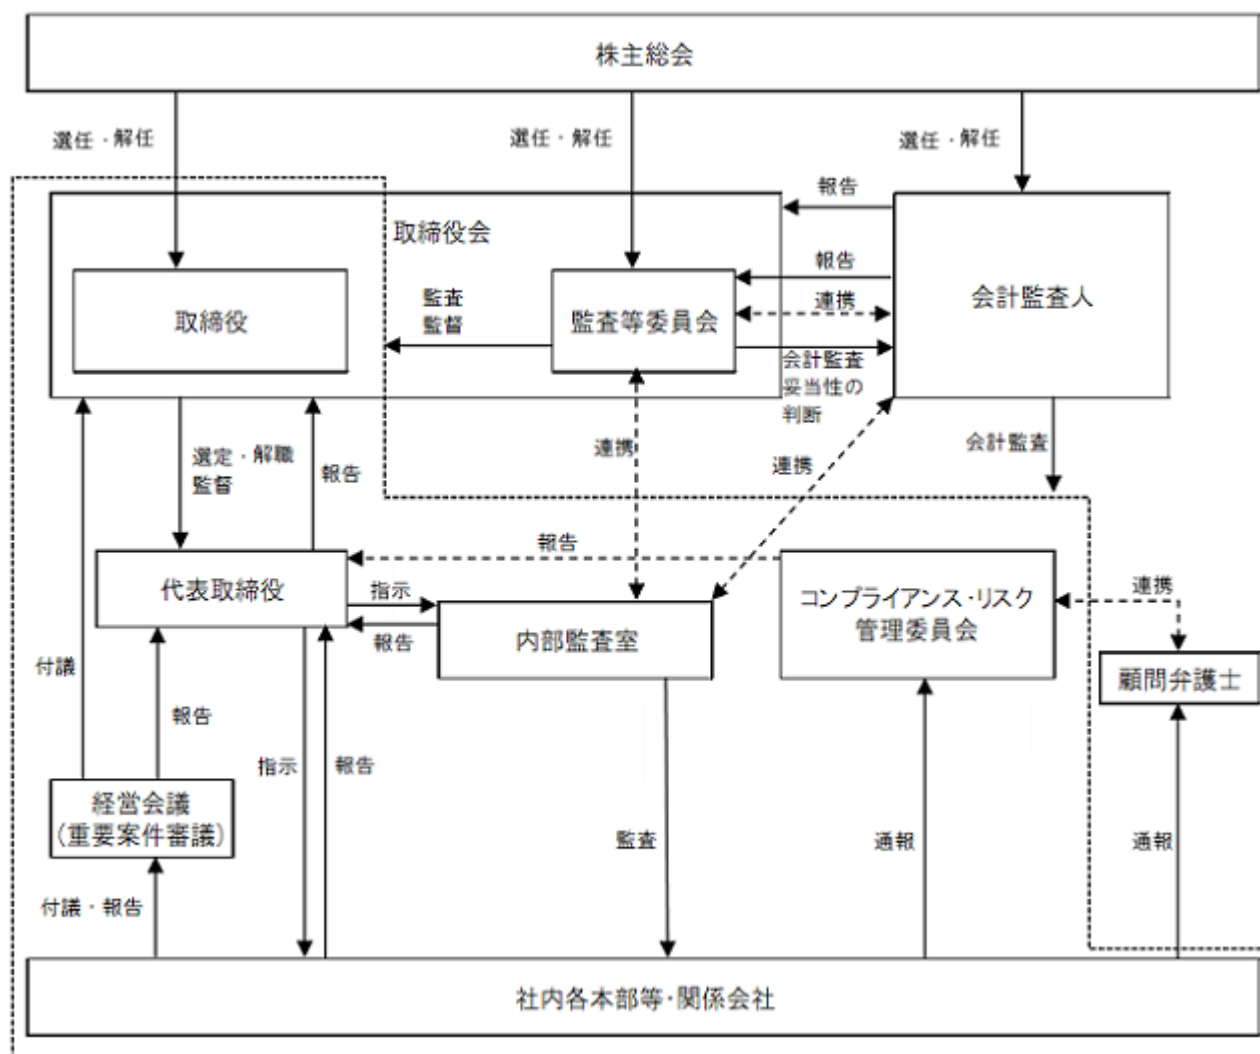 株主総会
選任・解任
選任・解任
選任・解任
報告
取締役会
報告
会計監査人
取締役
監査
監督
監査等委員会
連携
会計監査
妥当性の
判断
選定・解職
監督
報告
連携
連携
会計監査
報告
代表取締役
指示
報告
内部監査室
コンプライアンス・リスク
管理委員会
連携
顧問弁護士
付議
報告
指示
報告
経営会議
(重要案件審議)
監査
通報
通報
付議・報告
社内各本部等・関係会社